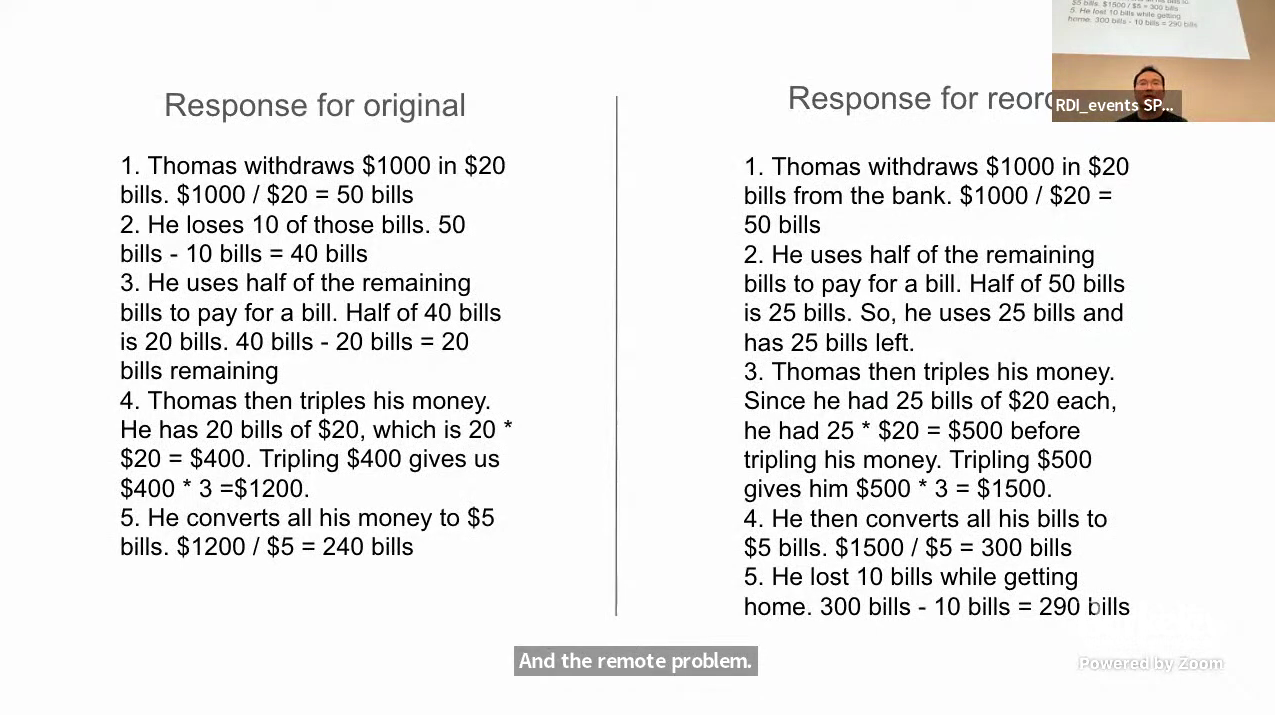 $5 bills. $1500 / $5 = 300 bills
5. He lost 10 bills while getting
home. 300 bills - 10 bills = 290 bills
RDI_events SP...
Response for original
1. Thomas withdraws $1000 in $20
bills. $1000 / $20 = 50 bills
2. He loses 10 of those bills. 50
bills - 10 bills = 40 bills
3. He uses half of the remaining
bills to pay for a bill. Half of 40 bills
is 20 bills. 40 bills - 20 bills = 20
bills remaining
4. Thomas then triples his money.
He has 20 bills of $20, which is 20 *
$20 = $400. Tripling $400 gives us
$400 * 3 =$1200.
5. He converts all his money to $5
bills. $1200 / $5 = 240 bills
Response for
1. Thomas withdraws $1000 in $20
bills from the bank. $1000 / $20 =
50 bills
2. He uses half of the remaining
bills to pay for a bill. Half of 50 bills
is 25 bills. So, he uses 25 bills and
has 25 bills left.
3. Thomas then triples his money.
Since he had 25 bills of $20 each,
he had 25 * $20 = $500 before
tripling his money. Tripling $500
gives him $500 * 3 = $1500.
4. He then converts all his bills to
$5 bills. $1500 / $5 = 300 bills
5. He lost 10 bills while getting
home. 300 bills - 10 bills = 290 bills
And the remote problem.
Powered by Zoom